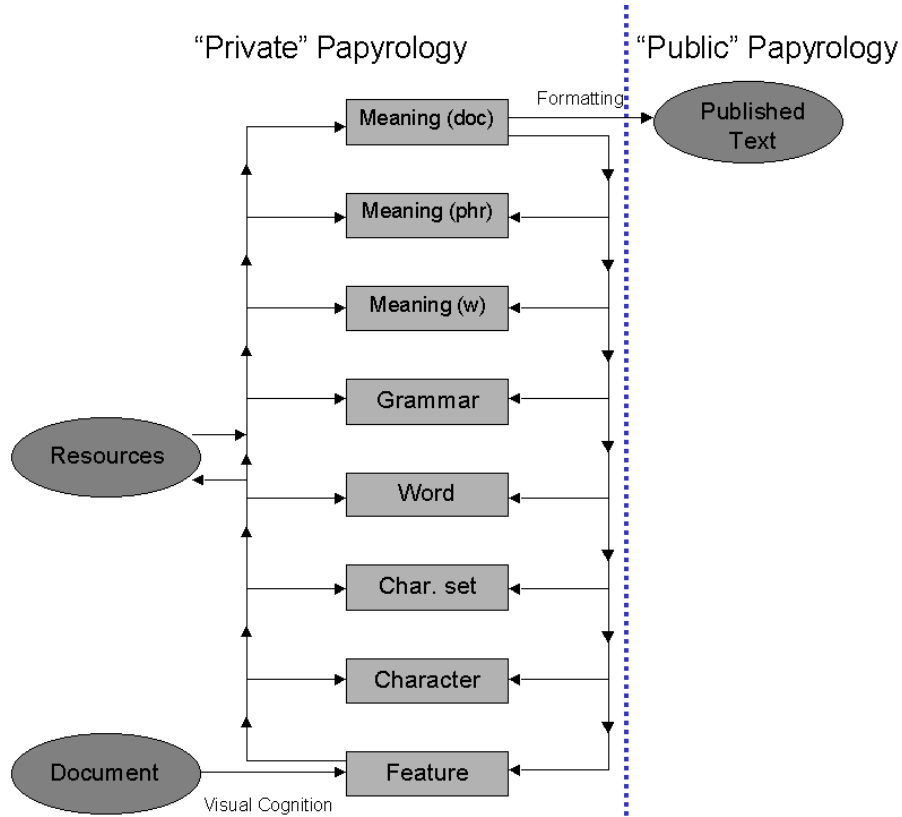 “Private” Papyrology
“Public” Papyrology
Formatting
Meaning (doc)
Published
Text
Meaning (phr)
Meaning (w)
Grammar
Resources
Word
Char. set
Character
Document
Feature
Visual Cognition